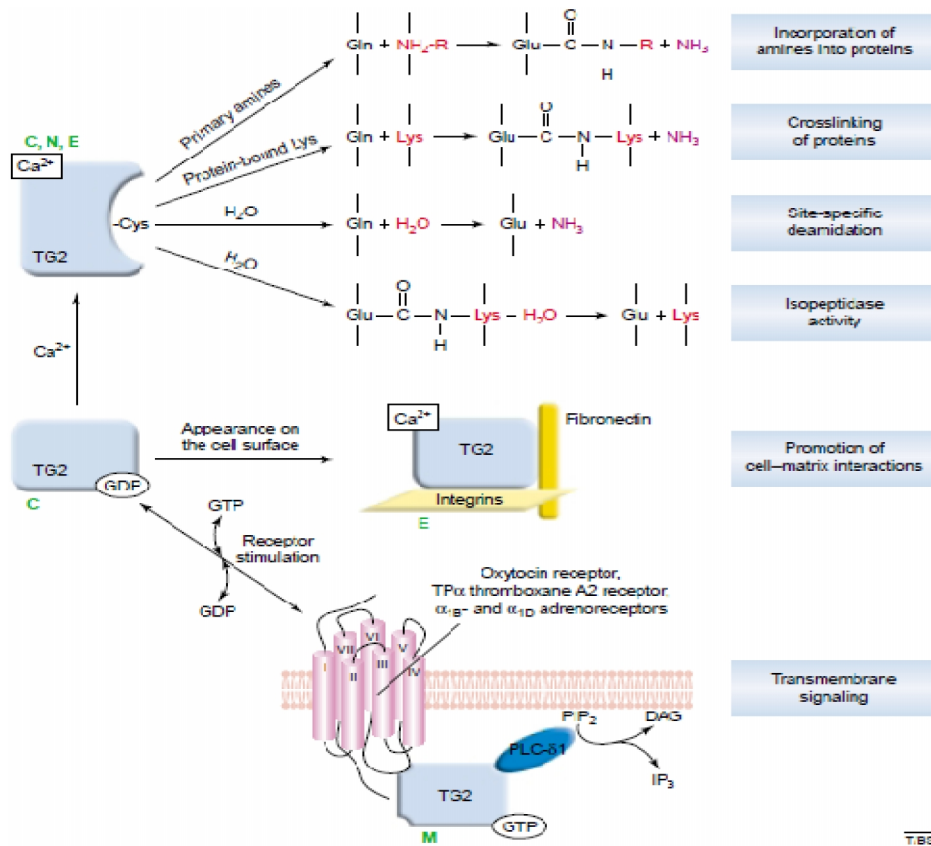 Gln + NH2-R
Glu C N R + NH3
O
H
Incorporation of
amines into proteins
Primary amines
C, N, E
Ca2+
-Cys
TG2
Protein-bound Lys
Gln + Lys
Glu C N Lys + NH3
O
H
Crosslinking
of proteins
H2O
Gln + H2O
Glu + NH3
Site-specific
deamidation
H2O
O
Glu C N Lys H2O
H
Gu + Lys
Isopepticase
activity
Ca2+
TG2
GDP
C
Appearance on
the cell surface
Ca2+
TG2
Fibronectin
Integrins
E
Promotion of
cell–matrix interactions
GTP
Receptor
stimulation
GDP
Oxytocin receptor,
TPα thromboxane A2 receptor
α1B- and α1D adrenoreceptors
I
II
III
IV
V
VI
VII
Transmembrane
signaling
PIP2
DAG
PLC-δ1
IP3
TG2
GTP
M